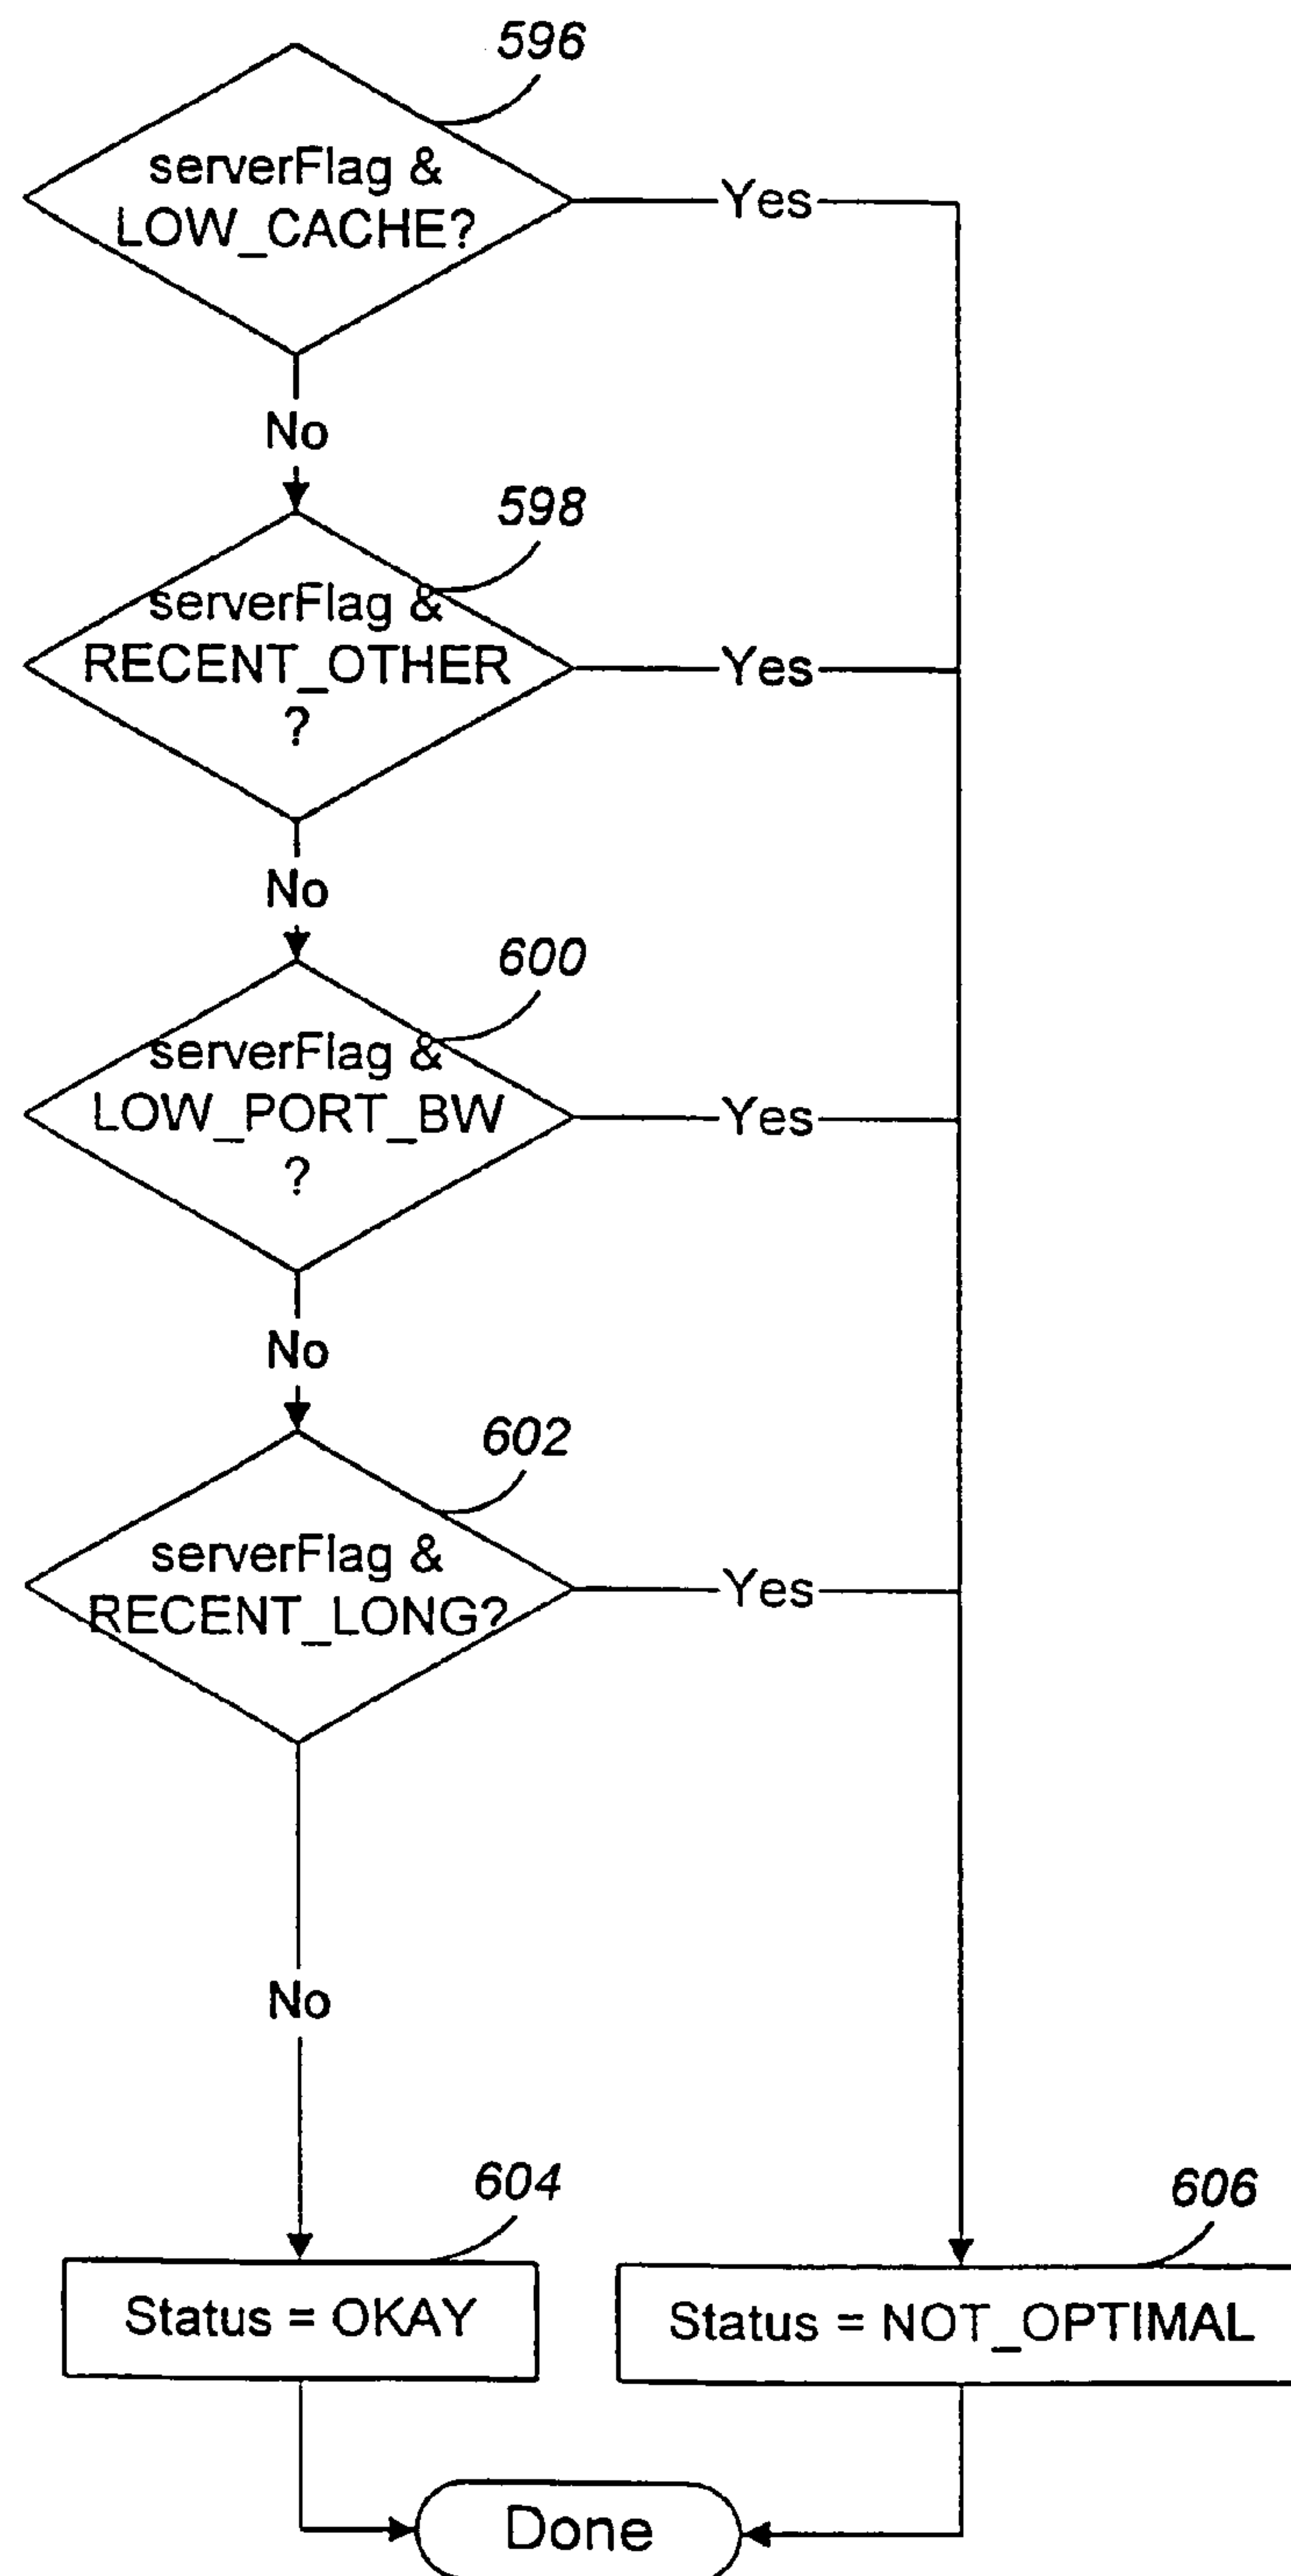 596
serverFlag &
LOW_CACHE?
Yes
No
598
serverFlag &
RECENT_OTHER
?
Yes
No
600
serverFlag &
LOW_PORT_BW
?
Yes
No
602
serverFlag &
RECENT_LONG?
Yes
No
604
606
Status = OKAY
Status = NOT_OPTIMAL
Done